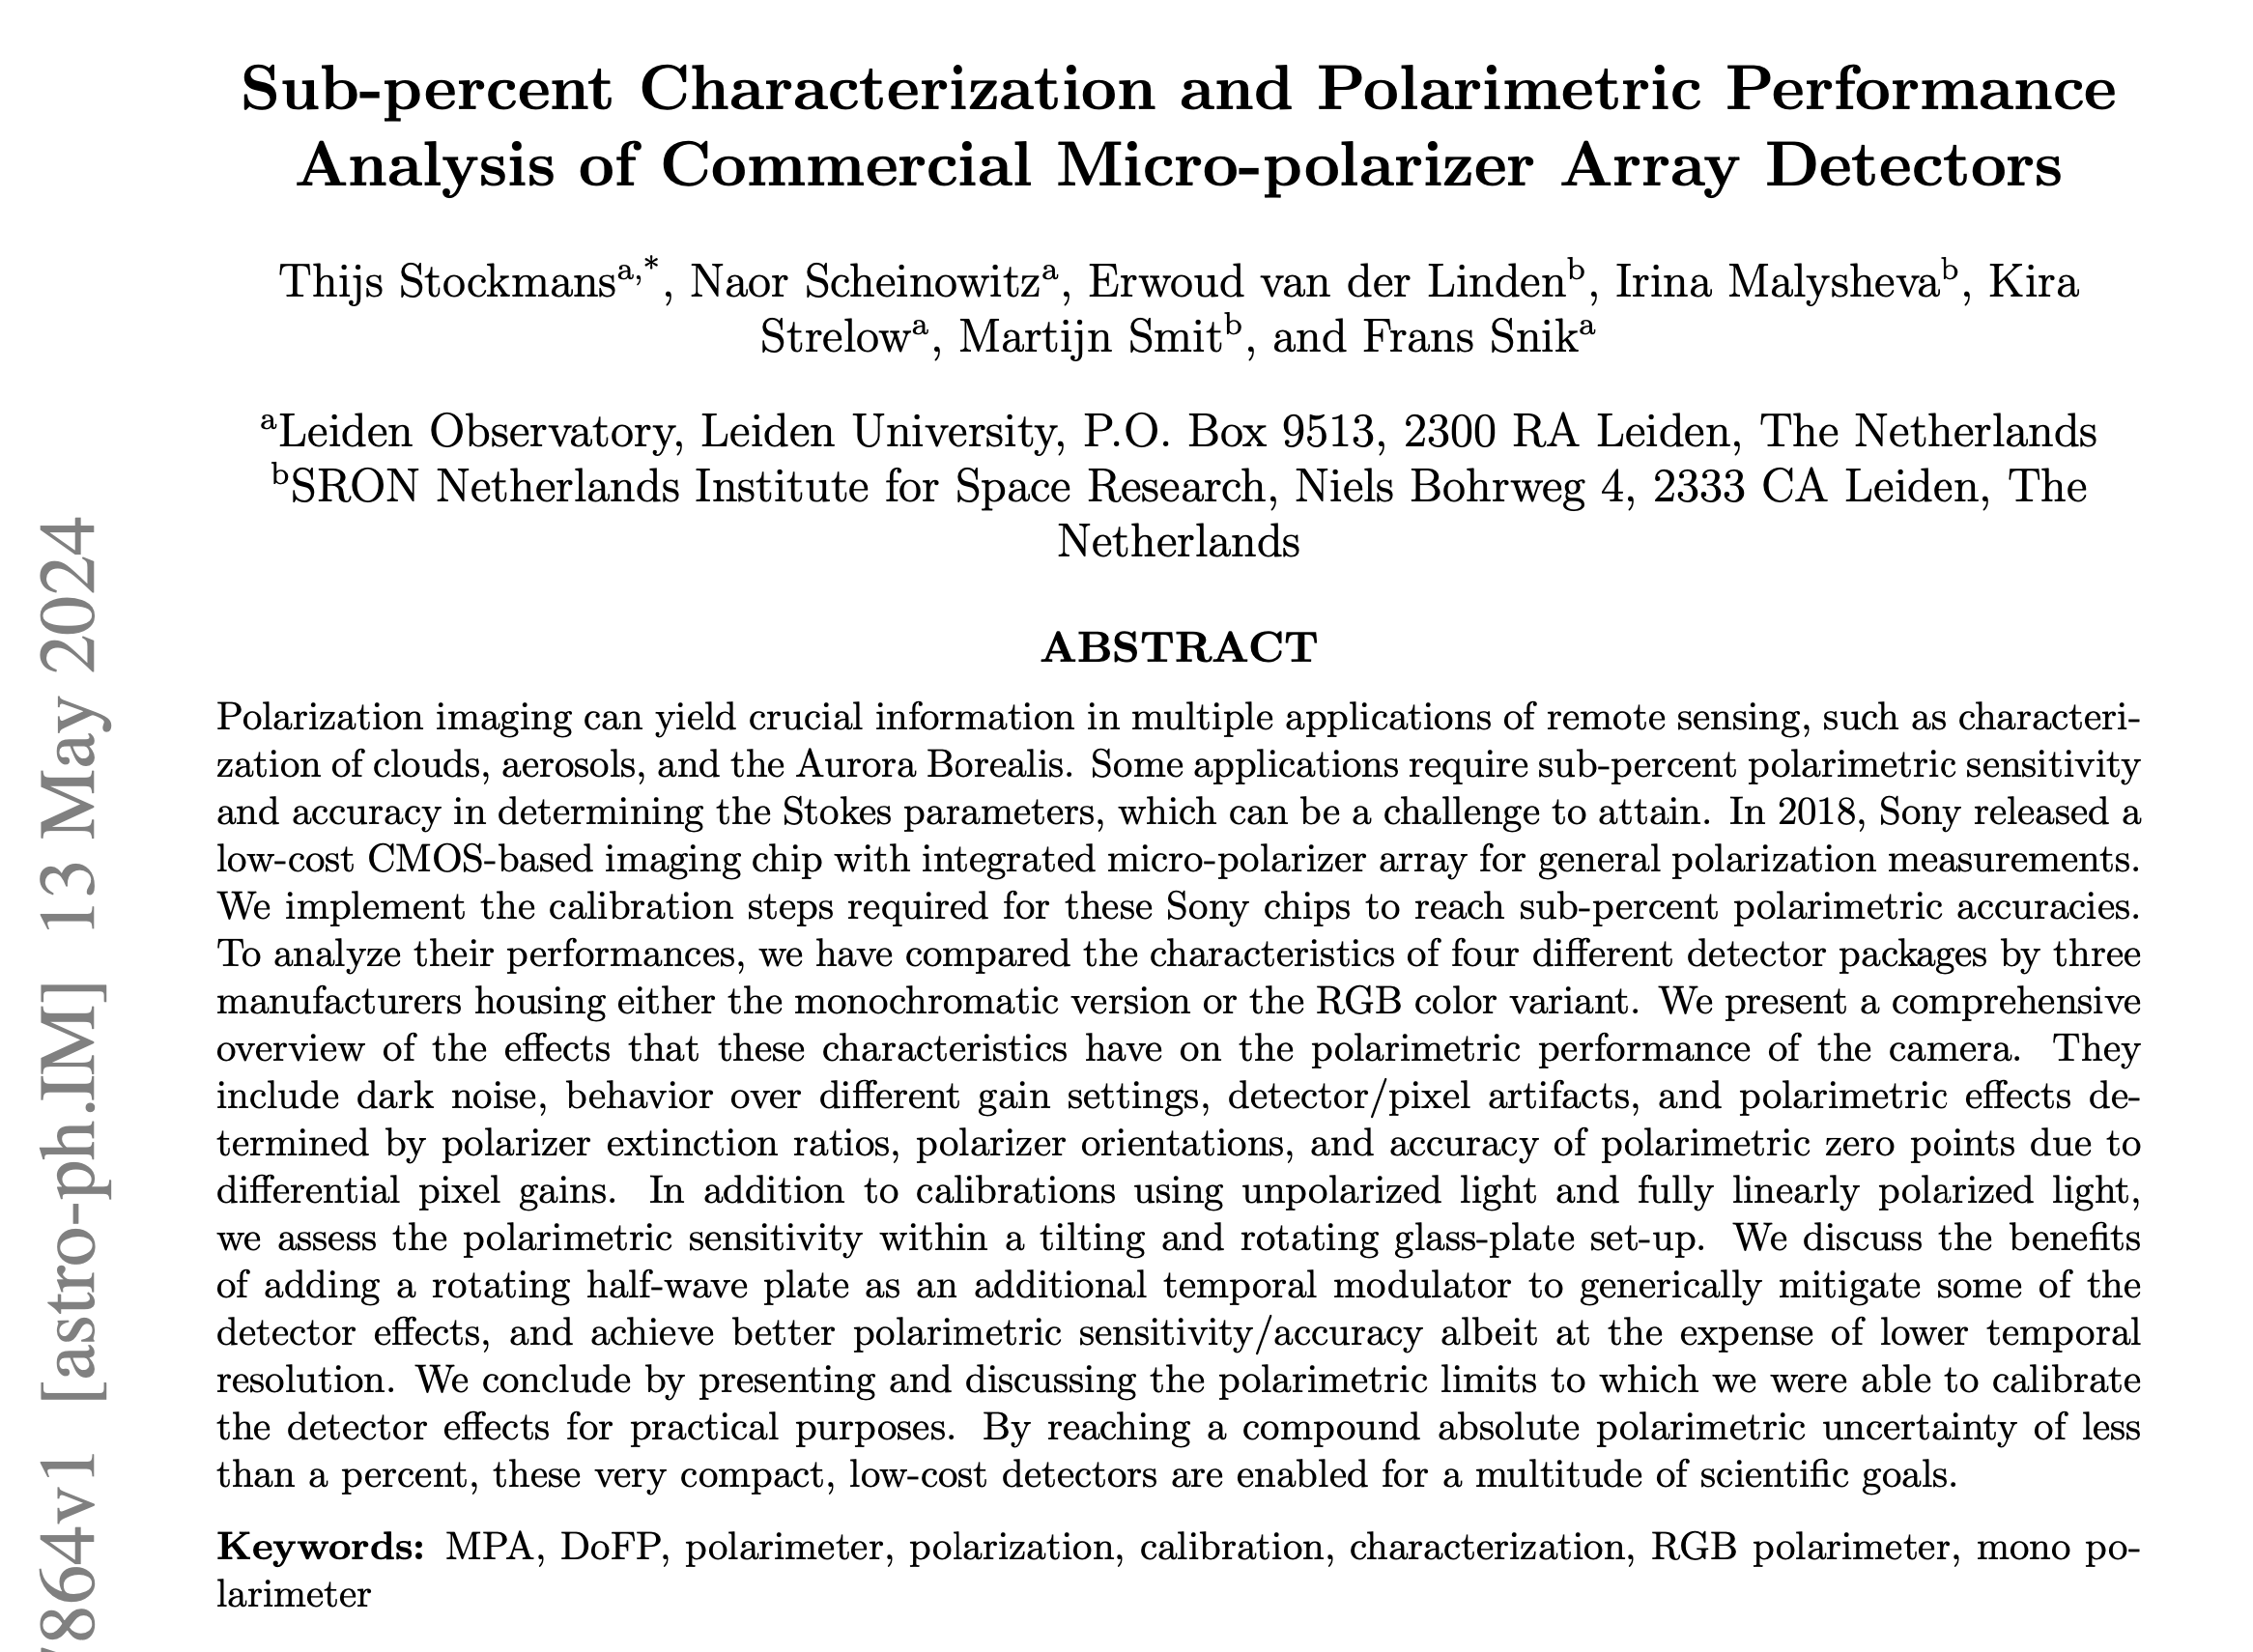 Sub-percent Characterization and Polarimetric Performance
Analysis of Commercial Micro-polarizer Array Detectors
Thijs Stockmansᵃ,*, Naor Scheinowitzᵃ, Erwoud van der Lindenᵇ, Irina Malyshevaᵇ, Kira
Strelowᵃ, Martijn Smitᵇ, and Frans Snikᵃ
ᵃLeiden Observatory, Leiden University, P.O. Box 9513, 2300 RA Leiden, The Netherlands
ᵇSRON Netherlands Institute for Space Research, Niels Bohrweg 4, 2333 CA Leiden, The
Netherlands
ABSTRACT
Polarization imaging can yield crucial information in multiple applications of remote sensing, such as characteri-
zation of clouds, aerosols, and the Aurora Borealis. Some applications require sub-percent polarimetric sensitivity
and accuracy in determining the Stokes parameters, which can be a challenge to attain. In 2018, Sony released a
low-cost CMOS-based imaging chip with integrated micro-polarizer array for general polarization measurements.
We implement the calibration steps required for these Sony chips to reach sub-percent polarimetric accuracies.
To analyze their performances, we have compared the characteristics of four different detector packages by three
manufacturers housing either the monochromatic version or the RGB color variant. We present a comprehensive
overview of the effects that these characteristics have on the polarimetric performance of the camera. They
include dark noise, behavior over different gain settings, detector/pixel artifacts, and polarimetric effects de-
termined by polarizer extinction ratios, polarizer orientations, and accuracy of polarimetric zero points due to
differential pixel gains. In addition to calibrations using unpolarized light and fully linearly polarized light,
we assess the polarimetric sensitivity within a tilting and rotating glass-plate set-up. We discuss the benefits
of adding a rotating half-wave plate as an additional temporal modulator to generically mitigate some of the
detector effects, and achieve better polarimetric sensitivity/accuracy albeit at the expense of lower temporal
resolution. We conclude by presenting and discussing the polarimetric limits to which we were able to calibrate
the detector effects for practical purposes. By reaching a compound absolute polarimetric uncertainty of less
than a percent, these very compact, low-cost detectors are enabled for a multitude of scientific goals.
Keywords: MPA, DoFP, polarimeter, polarization, calibration, characterization, RGB polarimeter, mono po-
larimeter
864v1 [astro-ph.IM] 13 May 2024